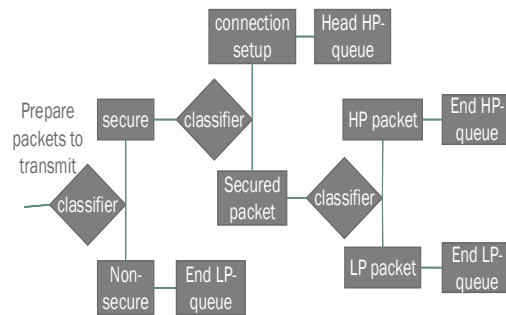 connection
setup
Head HP-
queue
Prepare
packets to
transmit
secure
classifier
HP packet
End HP-
queue
classifier
Secured
packet
classifier
Non-
secure
End LP-
queue
LP packet
End LP-
queue